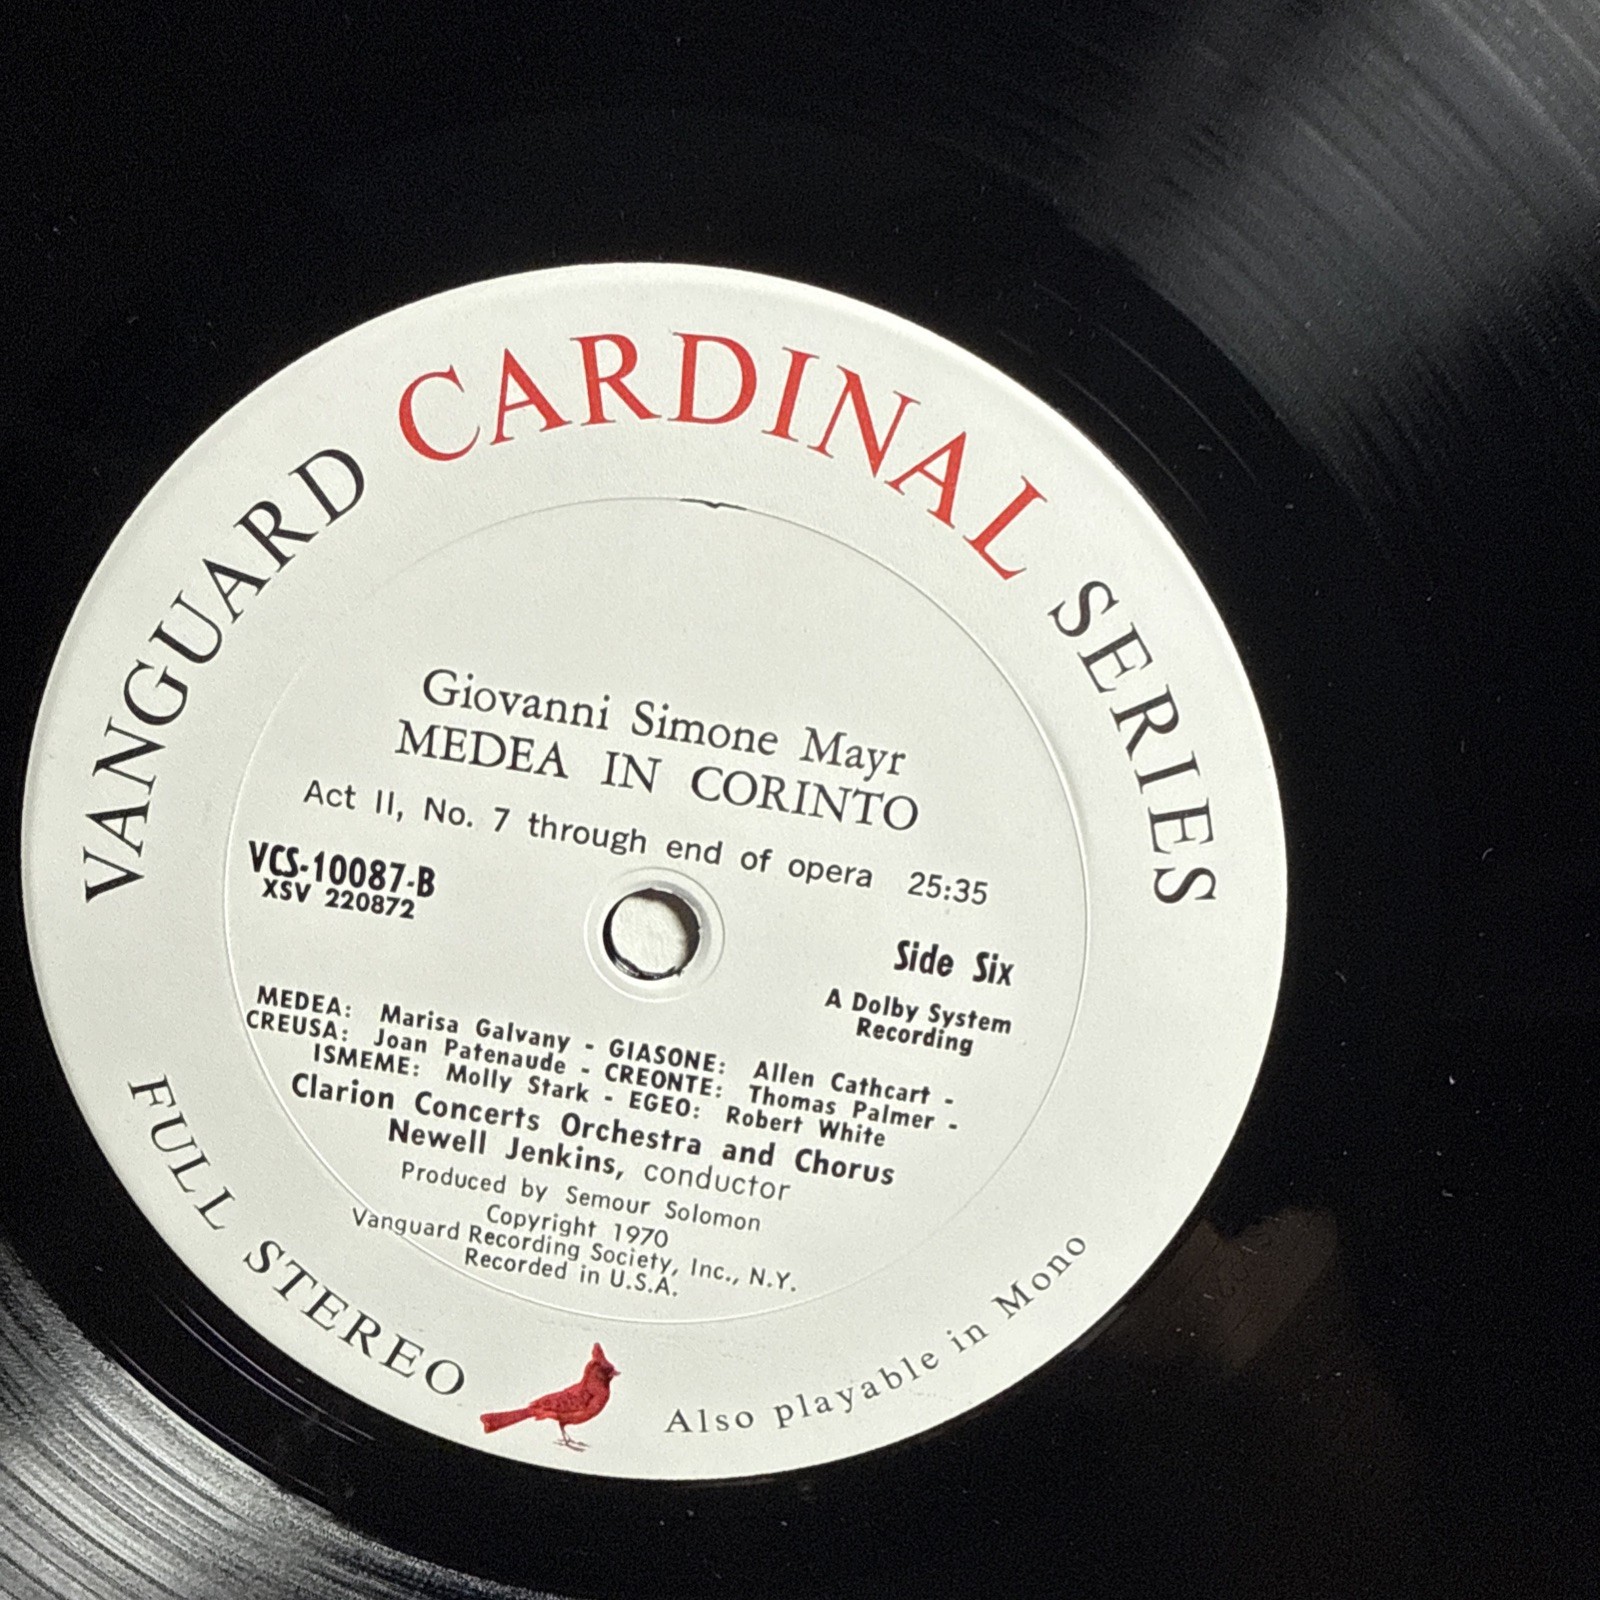 VANGUARD CARDINAL SERIES
Giovanni Simone Mayr
MEDEA IN CORINTO
Act II, No. 7 through end of opera 25:35
VCS-10087-B
XSV 220872
Side Six
A Dolby System
Recording
MEDEA: Marisa Galvany - GIASONE: Allen Cathcart -
CREUSA: Joan Patenaude - CREONTE: Thomas Palmer -
ISMEME: Molly Stark - EGEO: Robert White
Clarion Concerts Orchestra and Chorus
Newell Jenkins, conductor
Produced by Semour Solomon
Copyright 1970
Vanguard Recording Society, Inc., N.Y.
Recorded in U.S.A.
FULL STEREO
Also playable in Mono